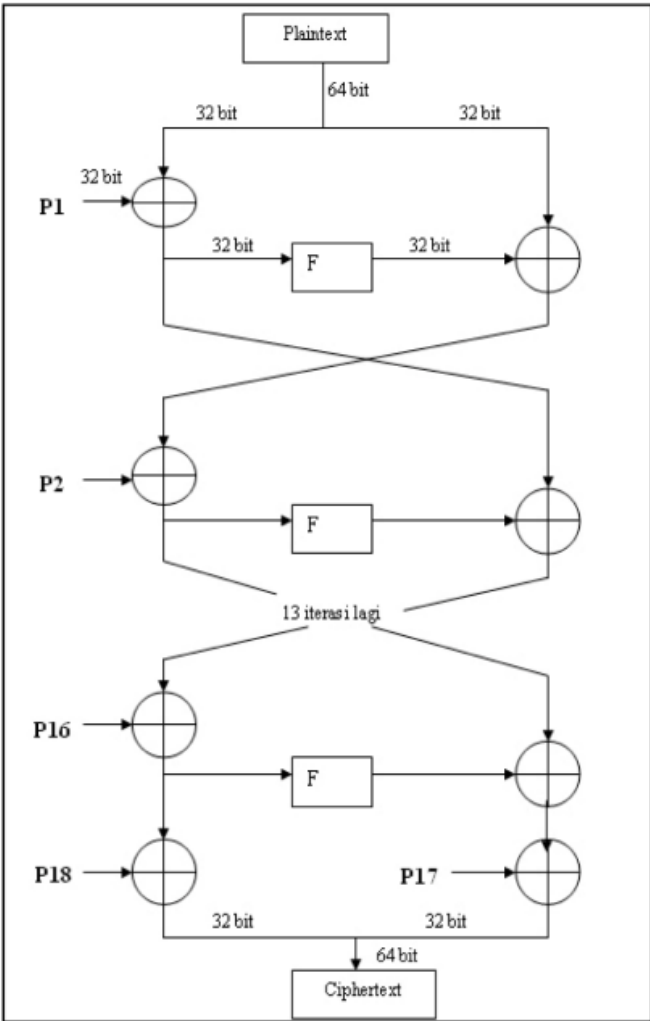 Plaintext
64 bit
32 bit
32 bit
32 bit
P1
32 bit
F
32 bit
P2
F
13 iterasi lagi
P16
F
P18
P17
32 bit
32 bit
64 bit
Ciphertext